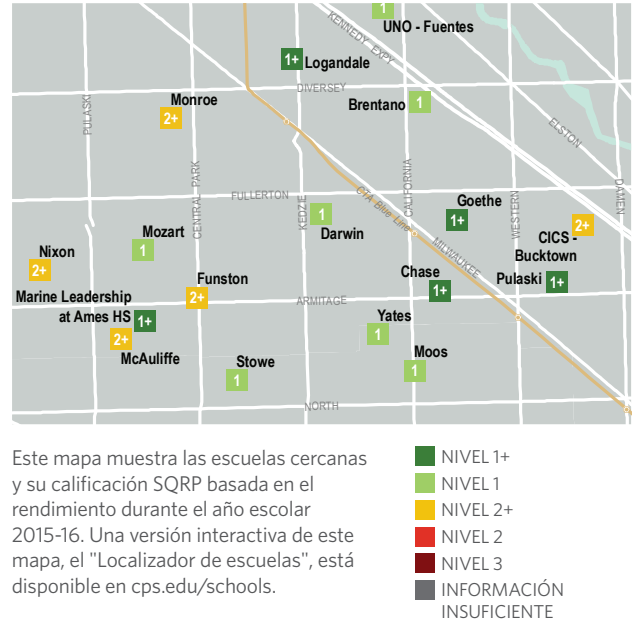 1
UNO - Fuentes
KENNEDY EXPY
1+
Logandale
DIVERSEY
Monroe
2+
Brentano
1
PULASKI
ELSTON
CENTRAL PARK
FULLERTON
KEDZIE
CALIFORNIA
WESTERN
DAMEN
CTA Blue Line
MILWAUKEE
1
Darwin
Goethe
1+
2+
CICS -
Bucktown
Mozart
1
Nixon
2+
Funston
2+
Chase
1+
Pulaski
1+
Marine Leadership
at Ames HS
1+
ARMITAGE
2+
McAuliffe
Yates
1
Stowe
1
Moos
1
NORTH
Este mapa muestra las escuelas cercanas
y su calificación SQRP basada en el
rendimiento durante el año escolar
2015-16. Una versión interactiva de este
mapa, el "Localizador de escuelas", está
disponible en cps.edu/schools.
NIVEL 1+
NIVEL 1
NIVEL 2+
NIVEL 2
NIVEL 3
INFORMACIÓN
INSUFICIENTE